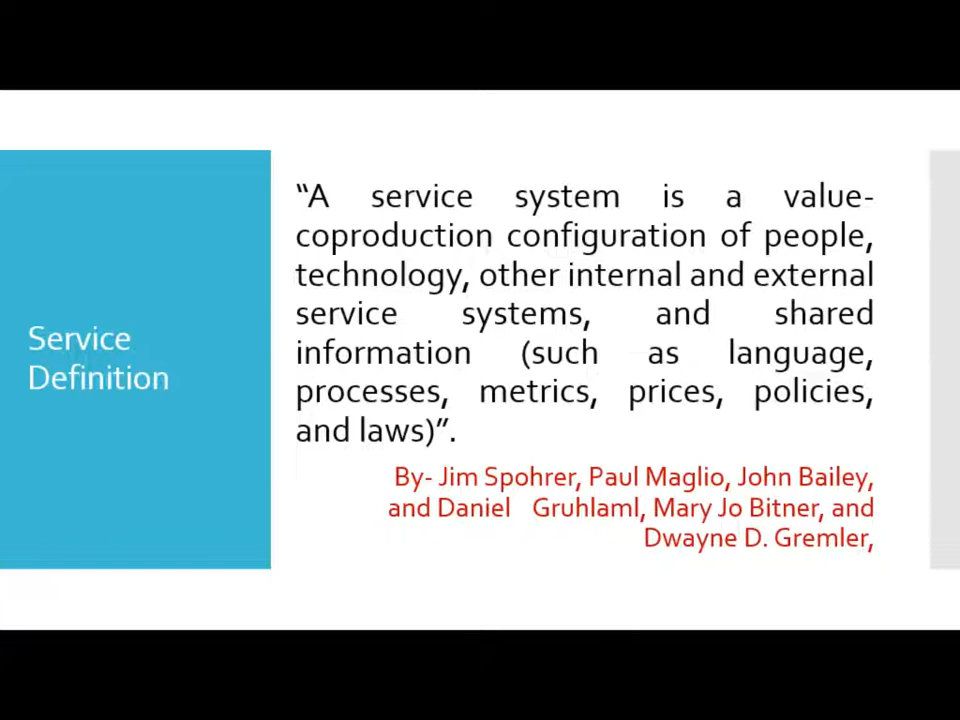 Service
Definition
“A service system is a value-
coproduction configuration of people,
technology, other internal and external
service systems, and shared
information (such as language,
processes, metrics, prices, policies,
and laws)”.
By- Jim Spohrer, Paul Maglio, John Bailey,
and Daniel Gruhlaml, Mary Jo Bitner, and
Dwayne D. Gremler,